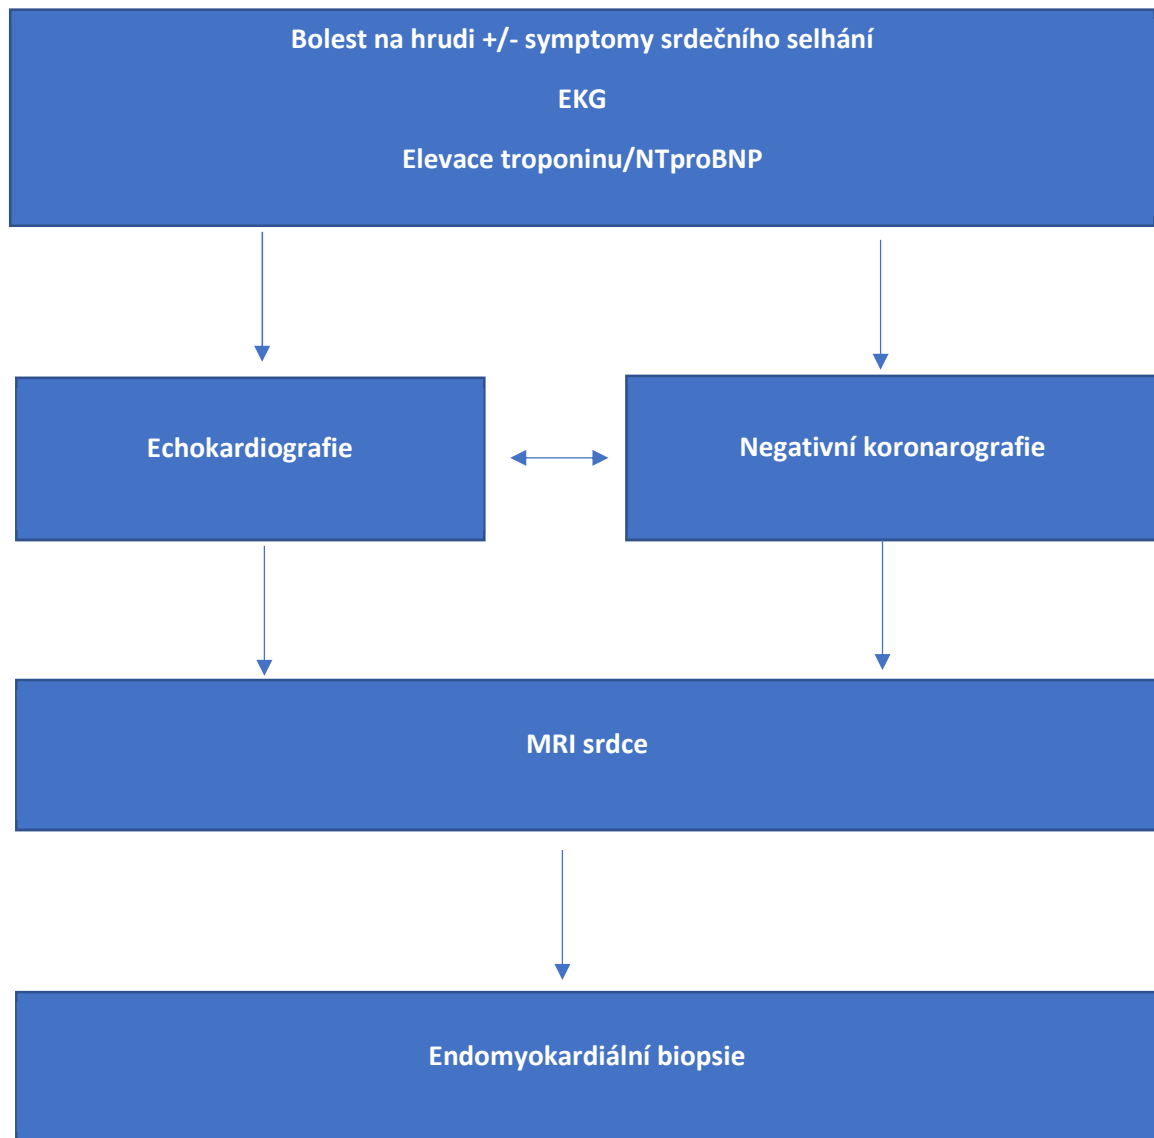 Bolest na hrudi +/- symptomy srdečního selhání
EKG
Elevace troponinu/NTproBNP
Echokardiografie
Negativní koronarografie
MRI srdce
Endomyokardiální biopsie